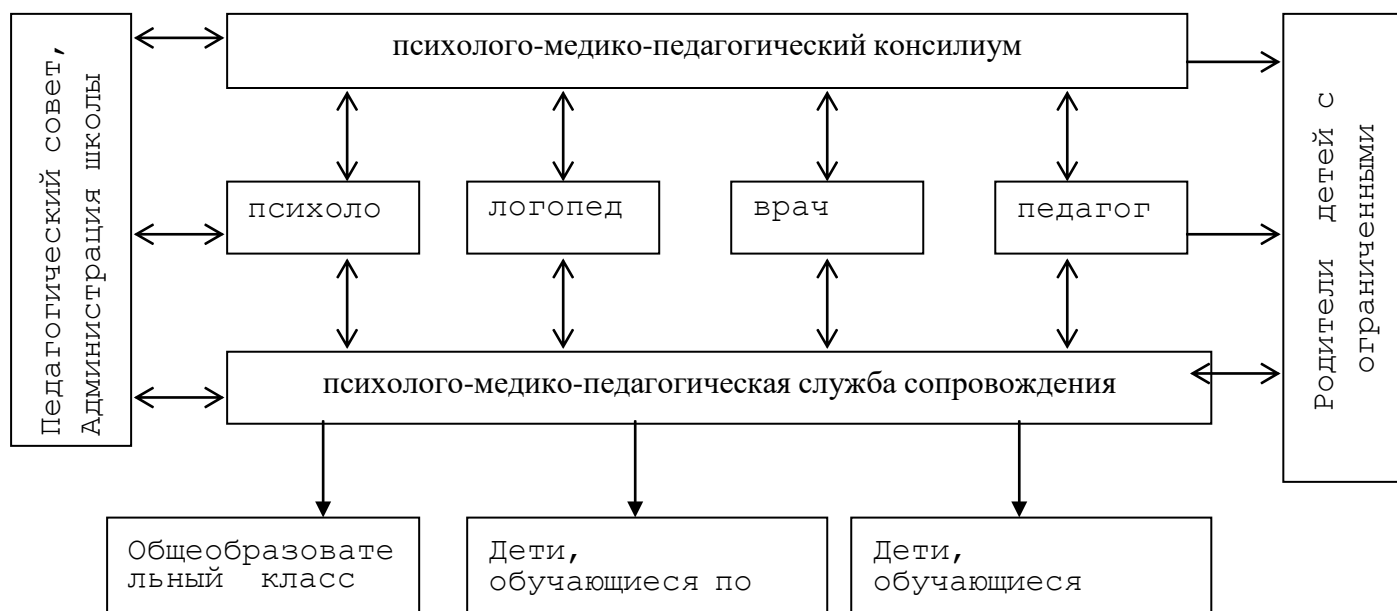 Педагогический совет,
Администрация школы
психолого-медико-педагогический консилиум
Родители детей с
ограниченными
психоло
логопед
врач
педагог
психолого-медико-педагогическая служба сопровождения
Общеобразовате
льный класс
Дети,
обучающиеся по
Дети,
обучающиеся